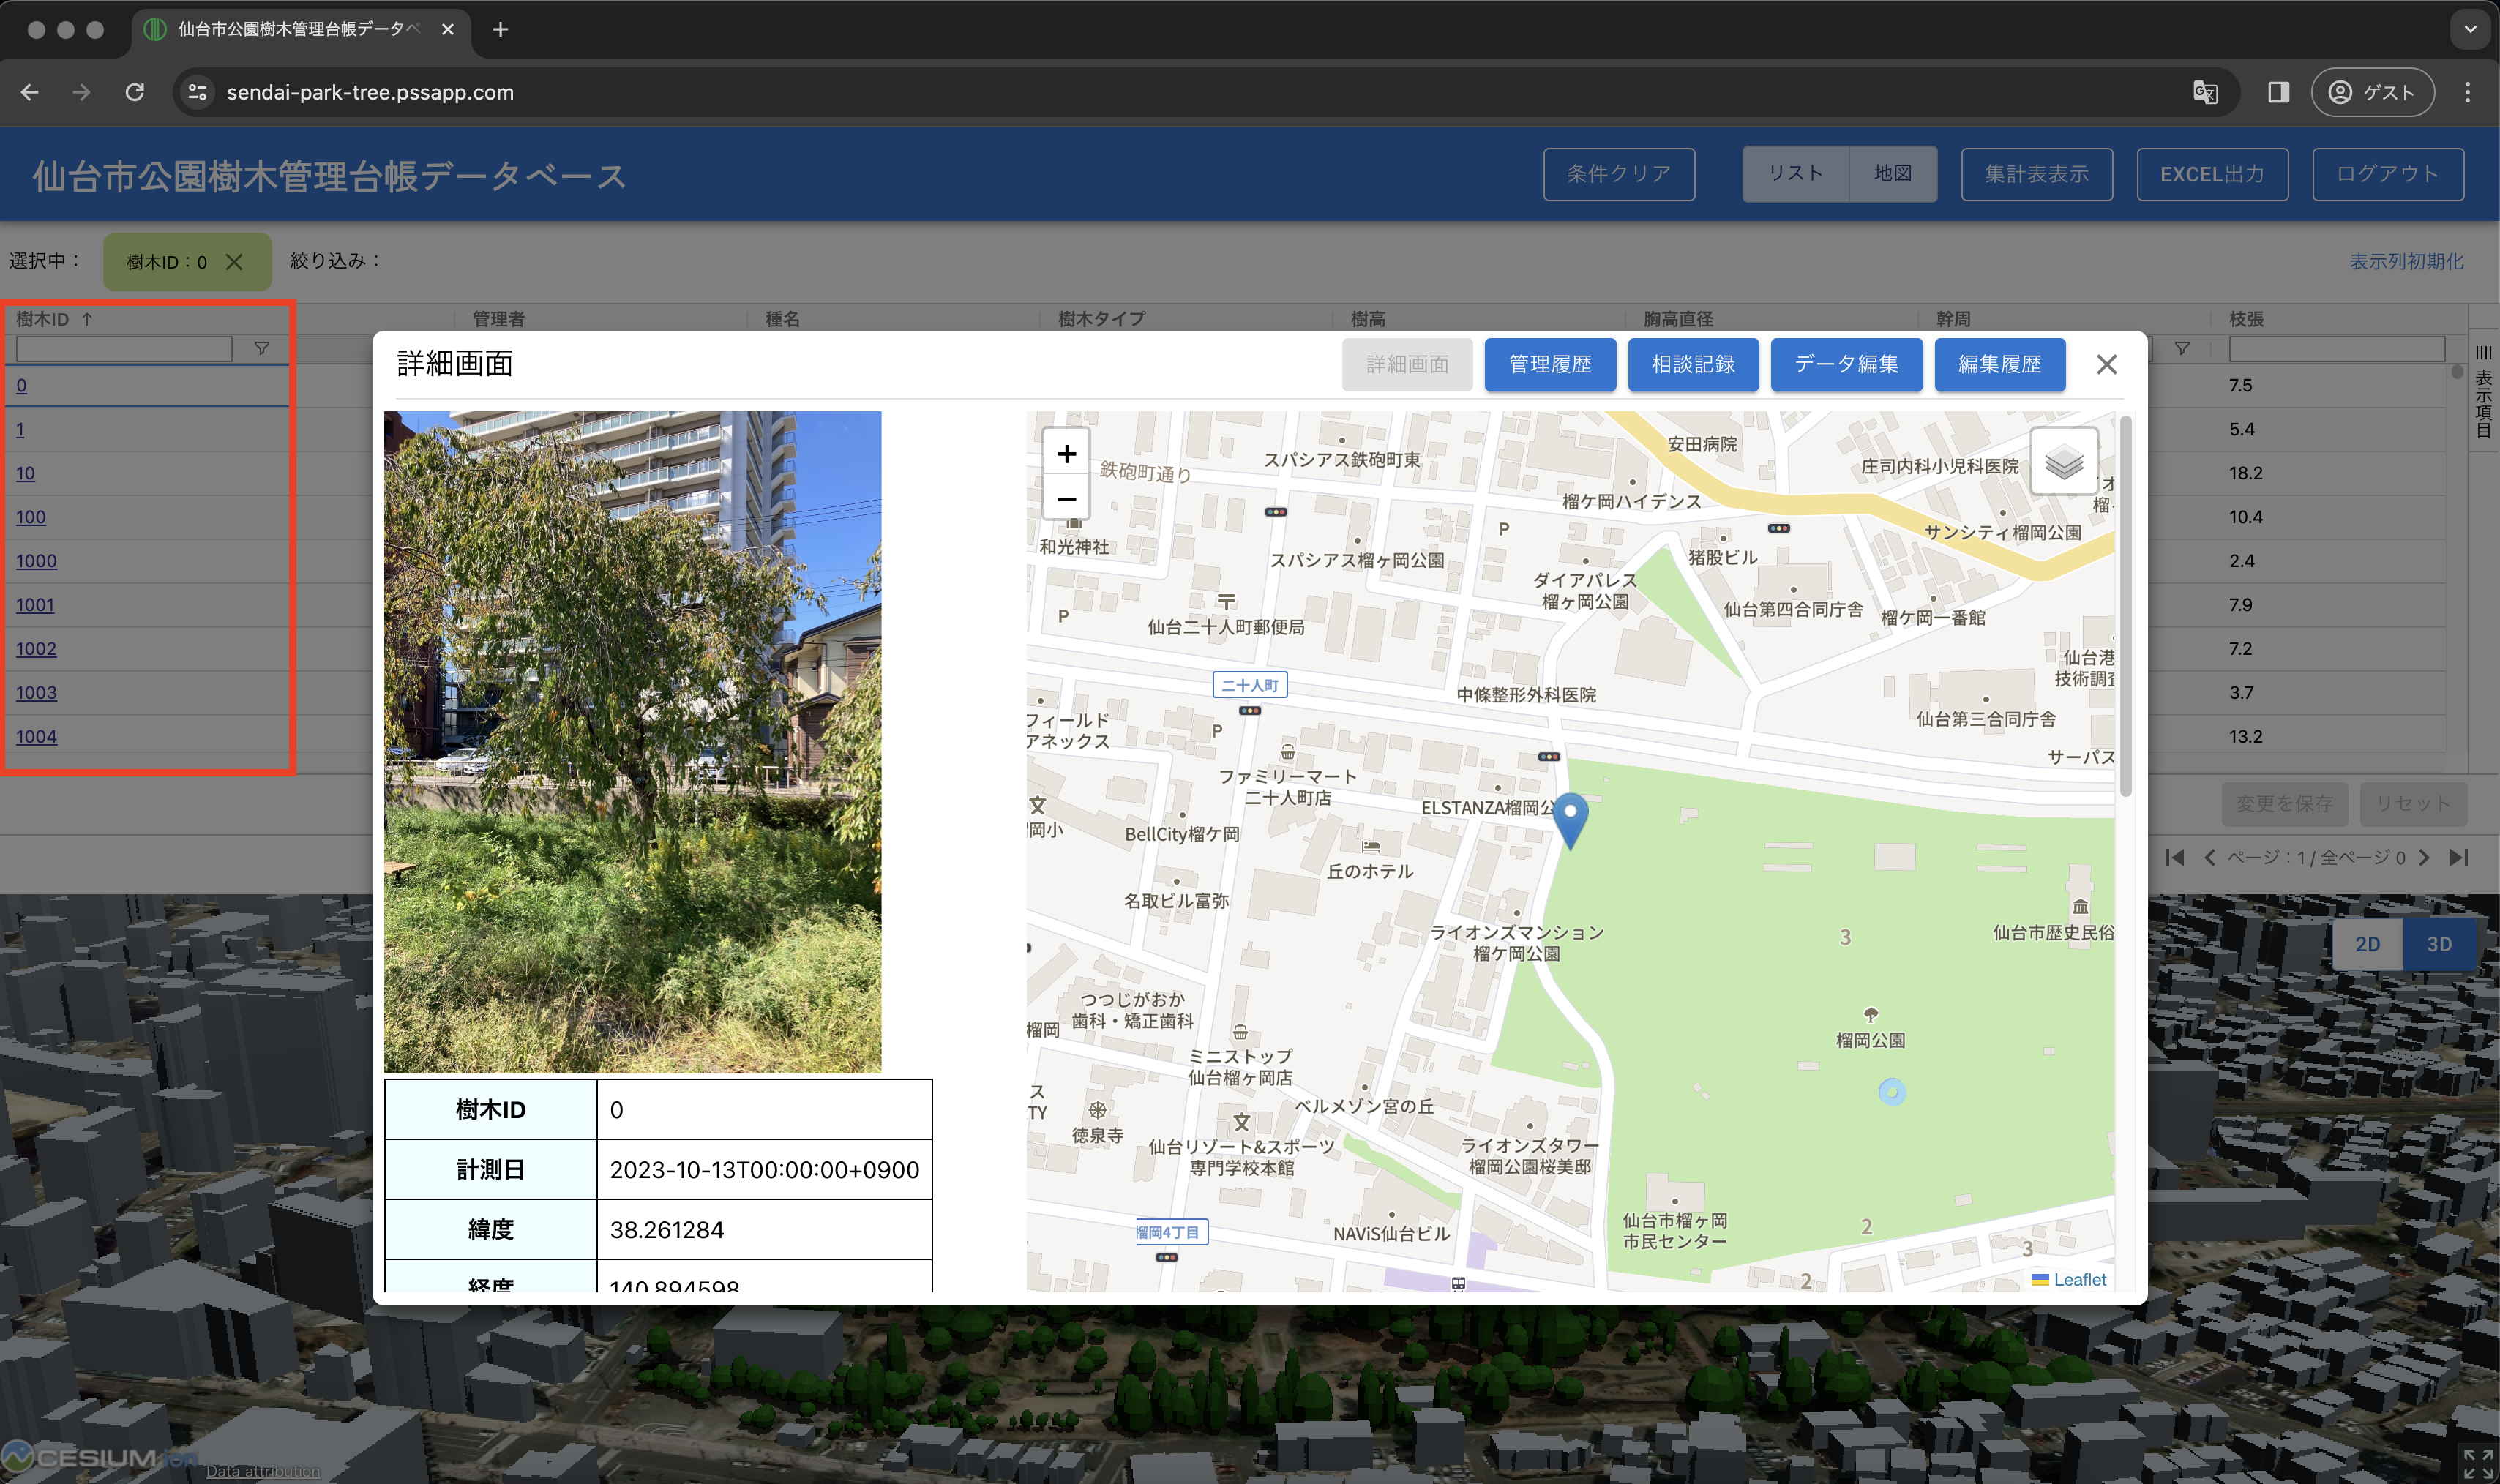 仙台市公園樹木管理台帳データベ
sendai-park-tree.pssapp.com
ゲスト
仙台市公園樹木管理台帳データベース
条件クリア
リスト
地図
集計表表示
EXCEL出力
ログアウト
選択中：
樹木ID：0
絞り込み：
表示列初期化
樹木ID
管理者
種名
樹木タイプ
樹高
胸高直径
幹周
枝張
表示項目
0
7.5
1
5.4
10
18.2
100
10.4
1000
2.4
1001
7.9
1002
7.2
1003
3.7
1004
13.2
変更を保存
リセット
ページ：1 / 全ページ 0
2D
3D
詳細画面
詳細画面
管理履歴
相談記録
データ編集
編集履歴
樹木ID
0
計測日
2023-10-13T00:00:00+0900
緯度
38.261284
経度
140.894598
+
−
鉄砲町通り
スパシアス鉄砲町東
安田病院
庄司内科小児科医院
榴ケ岡ハイデンス
P
サンシティ榴岡公園
和光神社
スパシアス榴ヶ岡公園
猪股ビル
ダイアパレス
榴ヶ岡公園
仙台第四合同庁舎
榴ケ岡一番館
P
仙台二十人町郵便局
仙台港
技術調査
二十人町
中條整形外科医院
フィールド
アネックス
P
仙台第三合同庁舎
サーパス
ファミリーマート
二十人町店
ELSTANZA榴岡公
岡小
BellCity榴ケ岡
丘のホテル
名取ビル富弥
ライオンズマンション
榴ケ岡公園
3
仙台市歴史民俗
つつじがおか
歯科・矯正歯科
榴岡
榴岡公園
ミニストップ
仙台榴ヶ岡店
ス
TY
ベルメゾン宮の丘
徳泉寺
仙台リゾート&スポーツ
専門学校本館
ライオンズタワー
榴岡公園桜美邸
榴岡4丁目
NAViS仙台ビル
仙台市榴ヶ岡
市民センター
2
3
2
Leaflet
CESIUM ion
Data attribution